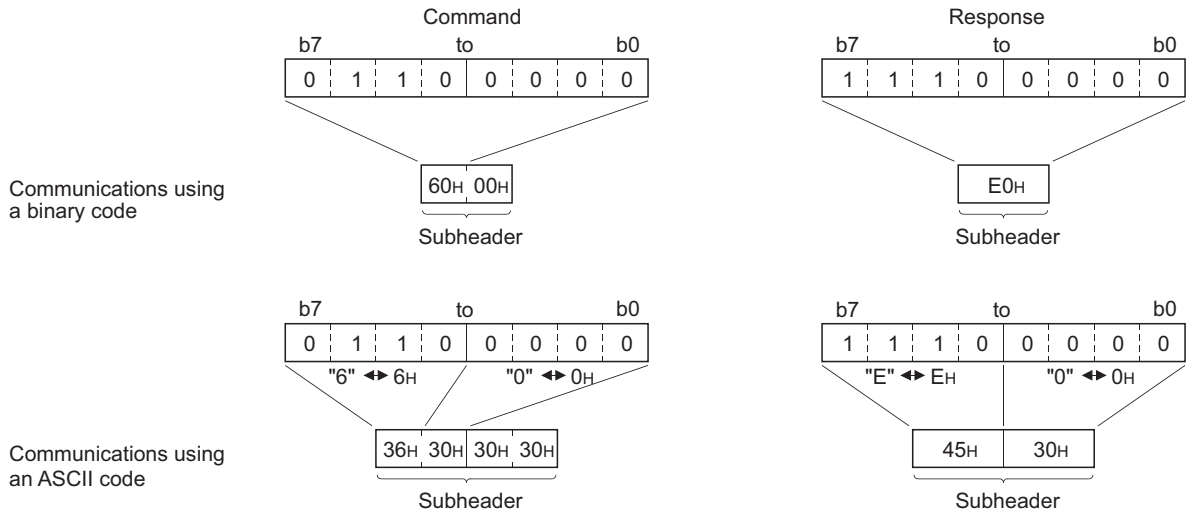 Command
b7 to b0
0 1 1 0 0 0 0 0
Response
b7 to b0
1 1 1 0 0 0 0 0
Communications using
a binary code
60H 00H
Subheader
E0H
Subheader
b7 to b0
0 1 1 0 0 0 0 0
"6" ↔ 6H "0" ↔ 0H
b7 to b0
1 1 1 0 0 0 0 0
"E" ↔ EH "0" ↔ 0H
Communications using
an ASCII code
36H 30H 30H 30H
Subheader
45H 30H
Subheader